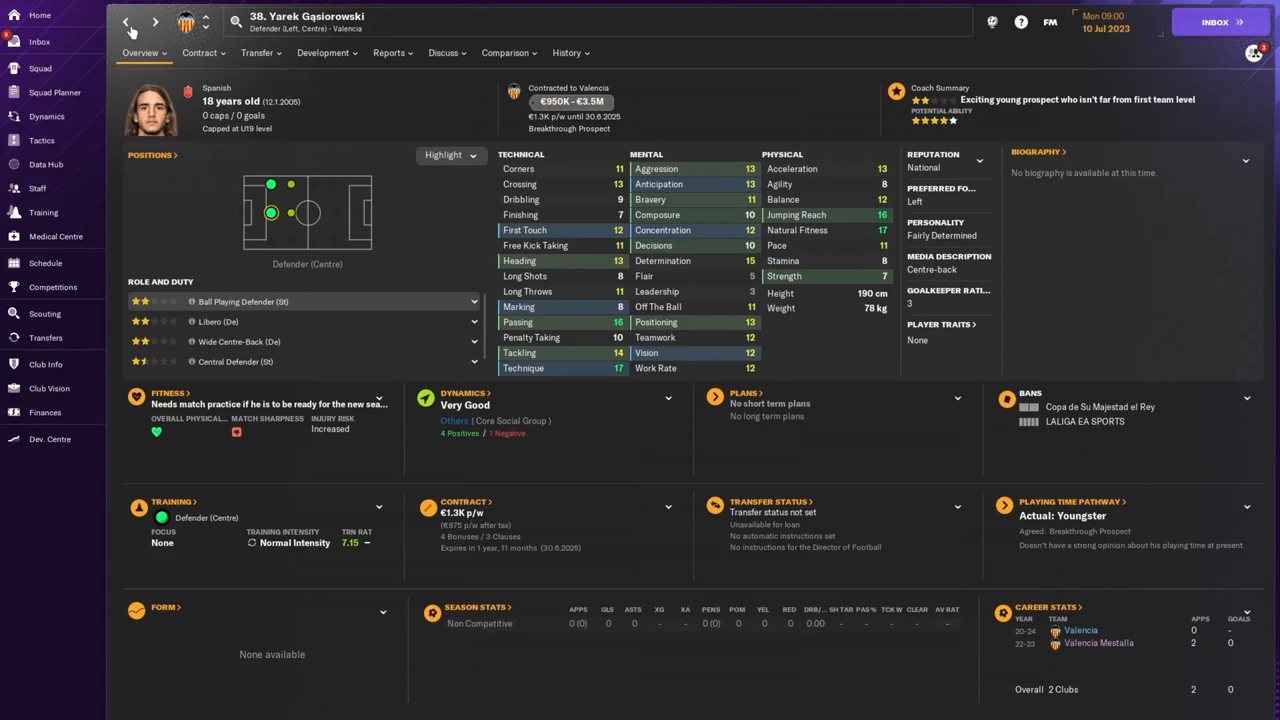 Home
38. Yarek Gąsiorowski
Defender (Left, Centre) - Valencia
FM
Mon 09:00
10 Jul 2023
INBOX
6
Inbox
Overview
Contract
Transfer
Development
Reports
Discuss
Comparison
History
3
Squad
Squad Planner
Dynamics
Tactics
Data Hub
Staff
Training
Medical Centre
Schedule
Competitions
Scouting
Transfers
Club Info
Club Vision
Finances
Dev. Centre
Spanish
18 years old (12.1.2005)
0 caps / 0 goals
Capped at U19 level
Contracted to Valencia
€950K - €3.5M
€1.3K p/w until 30.6.2025
Breakthrough Prospect
Coach Summary
Exciting young prospect who isn't far from first team level
POTENTIAL ABILITY
POSITIONS >
Highlight
Defender (Centre)
ROLE AND DUTY
Ball Playing Defender (St)
Libero (De)
Wide Centre-Back (De)
Central Defender (St)
TECHNICAL
Corners 11
Crossing 13
Dribbling 9
Finishing 7
First Touch 12
Free Kick Taking 11
Heading 13
Long Shots 8
Long Throws 11
Marking 8
Passing 16
Penalty Taking 10
Tackling 14
Technique 17
MENTAL
Aggression 13
Anticipation 13
Bravery 11
Composure 10
Concentration 12
Decisions 10
Determination 15
Flair 5
Leadership 3
Off The Ball 11
Positioning 13
Teamwork 12
Vision 12
Work Rate 12
PHYSICAL
Acceleration 13
Agility 8
Balance 12
Jumping Reach 16
Natural Fitness 17
Pace 11
Stamina 8
Strength 7
Height 190 cm
Weight 78 kg
REPUTATION
National
PREFERRED FO...
Left
PERSONALITY
Fairly Determined
MEDIA DESCRIPTION
Centre-back
GOALKEEPER RATI...
3
PLAYER TRAITS >
None
BIOGRAPHY >
No biography is available at this time.
FITNESS >
Needs match practice if he is to be ready for the new sea...
OVERALL PHYSICAL... MATCH SHARPNESS INJURY RISK
Increased
DYNAMICS >
Very Good
Others ( Core Social Group )
4 Positives / 1 Negative
PLANS >
No short term plans
No long term plans
BANS
Copa de Su Majestad el Rey
LALIGA EA SPORTS
TRAINING >
Defender (Centre)
FOCUS TRAINING INTENSITY TRN RAT
None Normal Intensity 7.15 –
CONTRACT >
€1.3K p/w
(€875 p/w after tax)
4 Bonuses / 3 Clauses
Expires in 1 year, 11 months (30.6.2025)
TRANSFER STATUS >
Transfer status not set
Unavailable for loan
No automatic instructions set
No instructions for the Director of Football
PLAYING TIME PATHWAY >
Actual: Youngster
Agreed: Breakthrough Prospect
Doesn't have a strong opinion about his playing time at present.
FORM >
None available
SEASON STATS > APPS GLS ASTS XG XA PENS POM YEL RED DRB/... SH TAR PAS % TCK W CLEAR AV RAT
Non Competitive 0 (0) 0 0 - - 0 (0) 0 0 0 0.00 - - - - -
CAREER STATS >
YEAR TEAM APPS GOALS
20-24 Valencia 0 -
22-23 Valencia Mestalla 2 0
Overall 2 Clubs 2 0